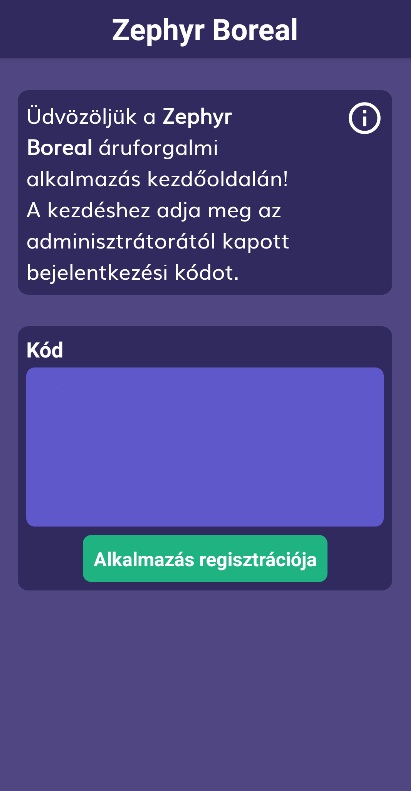 Zephyr Boreal
Üdvözöljük a Zephyr
Boreal áruforgalmi
alkalmazás kezdőoldalán!
A kezdéshez adja meg az
adminisztrátorától kapott
bejelentkezési kódot.
Kód
Alkalmazás regisztrációja